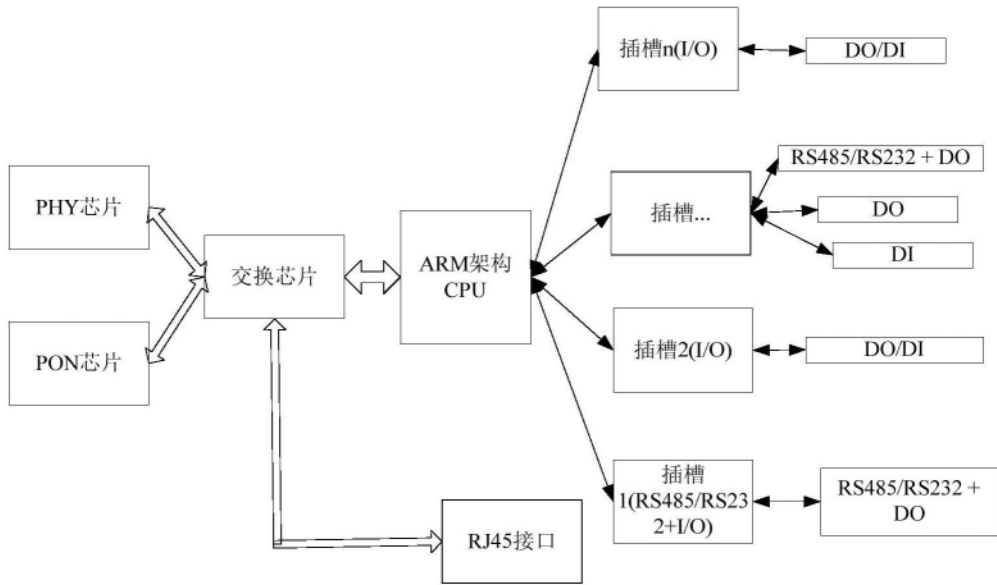 插槽n(I/O)
DO/DI
RS485/RS232 + DO
PHY芯片
插槽...
DO
DI
交换芯片
ARM架构
CPU
PON芯片
插槽2(I/O)
DO/DI
插槽
1(RS485/RS23
2+I/O)
RS485/RS232 +
DO
RJ45接口